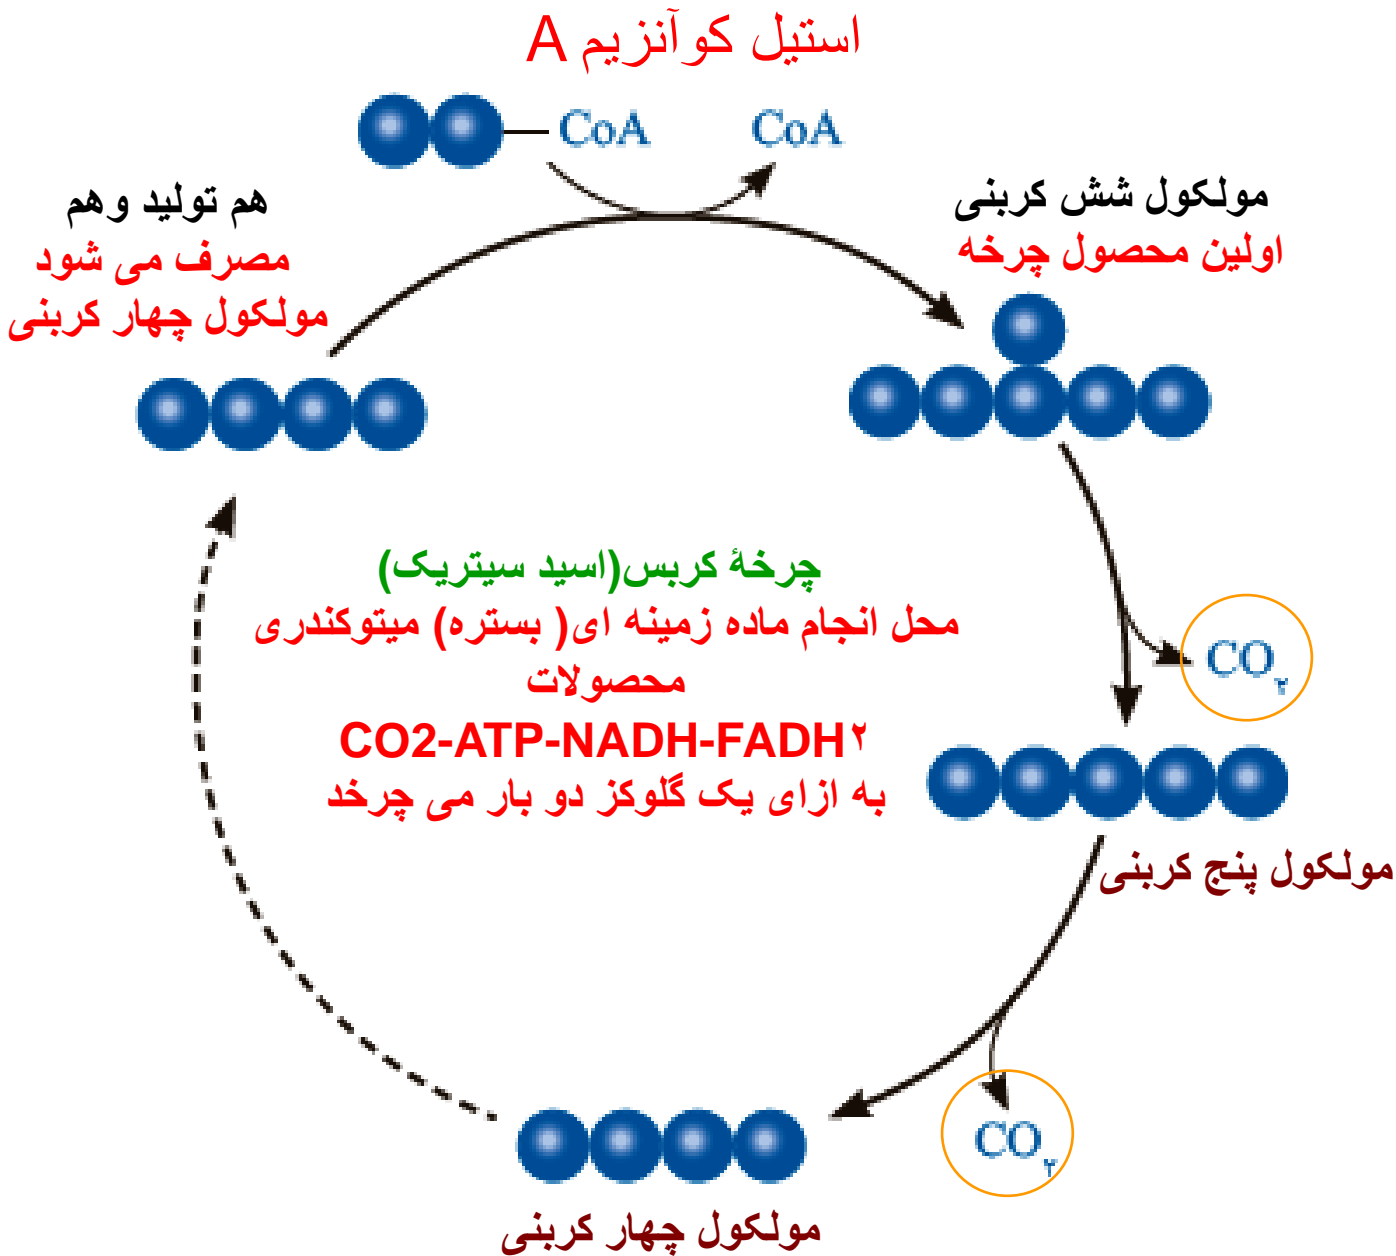 استیل کوآنزیم A
CoA
CoA
مولکول شش کربنی
اولین محصول چرخه
هم تولید وهم
مصرف می شود
مولکول چهار کربنی
چرخهٔ کربس(اسید سیتریک)
محل انجام ماده زمینه ای( بستره) میتوکندری
محصولات
CO2-ATP-NADH-FADH۲
به ازای یک گلوکز دو بار می چرخد
CO۲
مولکول پنج کربنی
CO۲
مولکول چهار کربنی